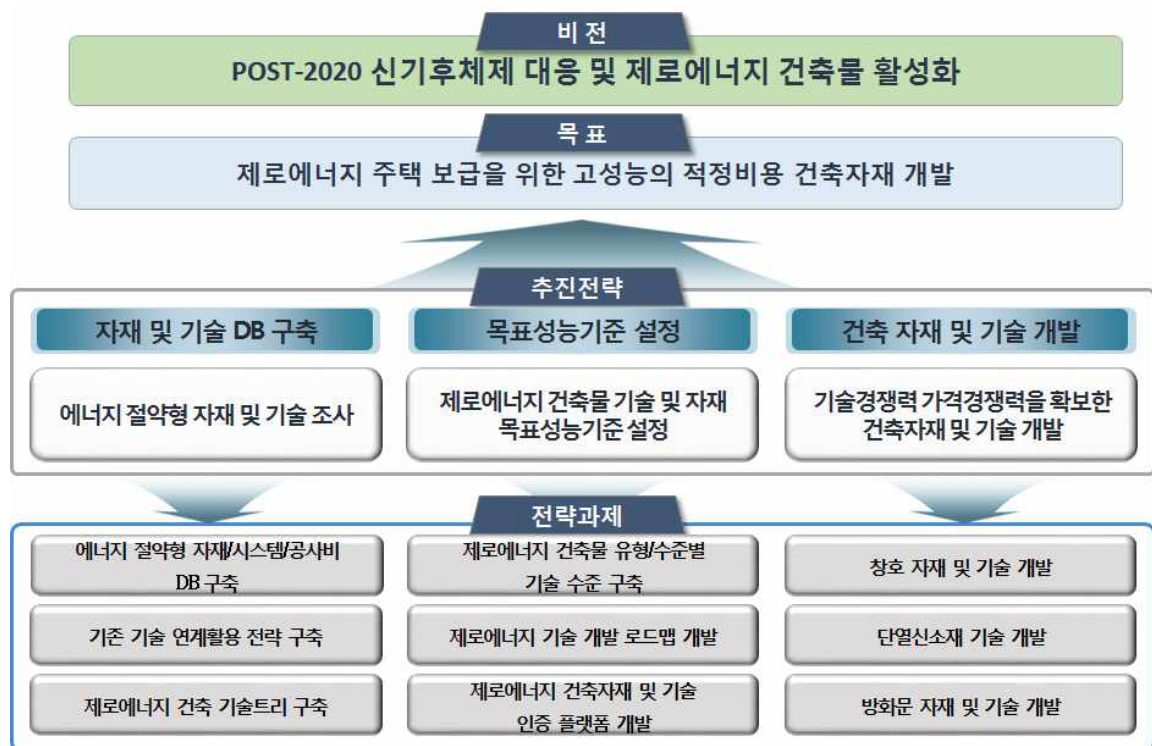 비 전
POST-2020 신기후체제 대응 및 제로에너지 건축물 활성화
목 표
제로에너지 주택 보급을 위한 고성능의 적정비용 건축자재 개발
추진전략
자재 및 기술 DB 구축
에너지 절약형 자재 및 기술 조사
목표성능기준 설정
제로에너지 건축물 기술 및 자재
목표성능기준 설정
건축 자재 및 기술 개발
기술경쟁력 가격경쟁력을 확보한
건축자재 및 기술 개발
전략과제
에너지 절약형 자재/시스템/공사비
DB 구축
기존 기술 연계활용 전략 구축
제로에너지 건축 기술트리 구축
제로에너지 건축물 유형/수준별
기술 수준 구축
제로에너지 기술 개발 로드맵 개발
제로에너지 건축자재 및 기술
인증 플랫폼 개발
창호 자재 및 기술 개발
단열신소재 기술 개발
방화문 자재 및 기술 개발